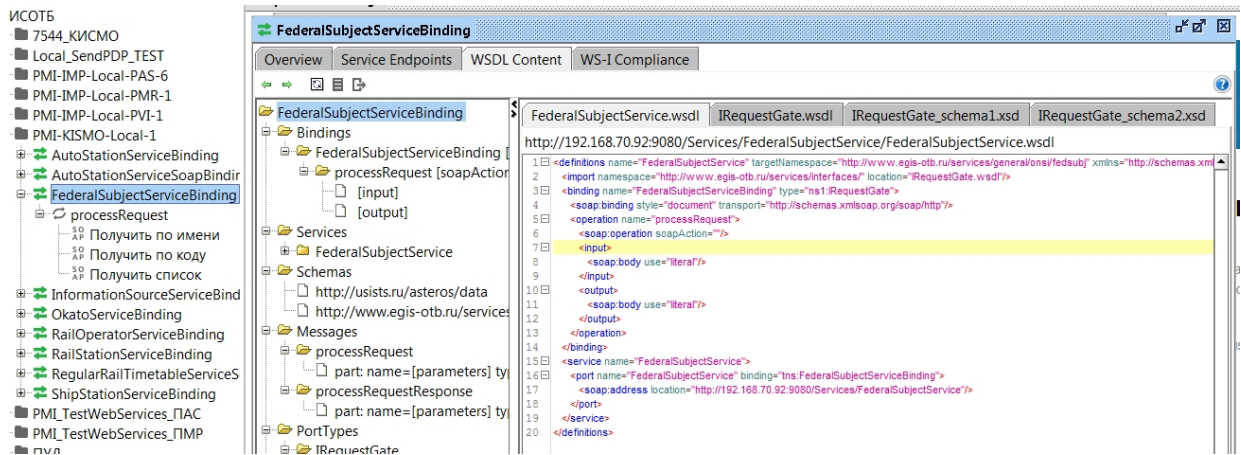 ИСОТБ
7544_КИСМО
Local_SendPDP_TEST
PMI-IMP-Local-PAS-6
PMI-IMP-Local-PMR-1
PMI-IMP-Local-PVI-1
PMI-KISMO-Local-1
AutoStationServiceBinding
AutoStationServiceSoapBindin
FederalSubjectServiceBinding
processRequest
SOAP Получить по имени
SOAP Получить по коду
SOAP Получить список
InformationSourceServiceBind
OkatoServiceBinding
RailOperatorServiceBinding
RailStationServiceBinding
RegularRailTimetableServiceS
ShipStationServiceBinding
PMI_TestWebServices_ПАС
PMI_TestWebServices_ПМР
FederalSubjectServiceBinding
Overview Service Endpoints WSDL Content WS-I Compliance
FederalSubjectServiceBinding
Bindings
FederalSubjectServiceBinding [
processRequest [soapAction
[input]
[output]
Services
FederalSubjectService
Schemas
http://usists.ru/asteros/data
http://www.egis-otb.ru/services
Messages
processRequest
part: name=[parameters] ty
processRequestResponse
part: name=[parameters] ty
PortTypes
IRequestGate
FederalSubjectService.wsdl IRequestGate.wsdl IRequestGate_schema1.xsd IRequestGate_schema2.xsd
http://192.168.70.92:9080/Services/FederalSubjectService/FederalSubjectService.wsdl
1 <definitions name="FederalSubjectService" targetNamespace="http://www.egis-otb.ru/services/general/onsi/fedsubj" xmlns="http://schemas.xml
2 <import namespace="http://www.egis-otb.ru/services/interfaces/" location="IRequestGate.wsdl"/>
3 <binding name="FederalSubjectServiceBinding" type="ns1:IRequestGate">
4 <soap:binding style="document" transport="http://schemas.xmlsoap.org/soap/http"/>
5 <operation name="processRequest">
6 <soap:operation soapAction=""/>
7 <input>
8 <soap:body use="literal"/>
9 </input>
10 <output>
11 <soap:body use="literal"/>
12 </output>
13 </operation>
14 </binding>
15 <service name="FederalSubjectService">
16 <port name="FederalSubjectService" binding="tns:FederalSubjectServiceBinding">
17 <soap:address location="http://192.168.70.92:9080/Services/FederalSubjectService"/>
18 </port>
19 </service>
20 </definitions>